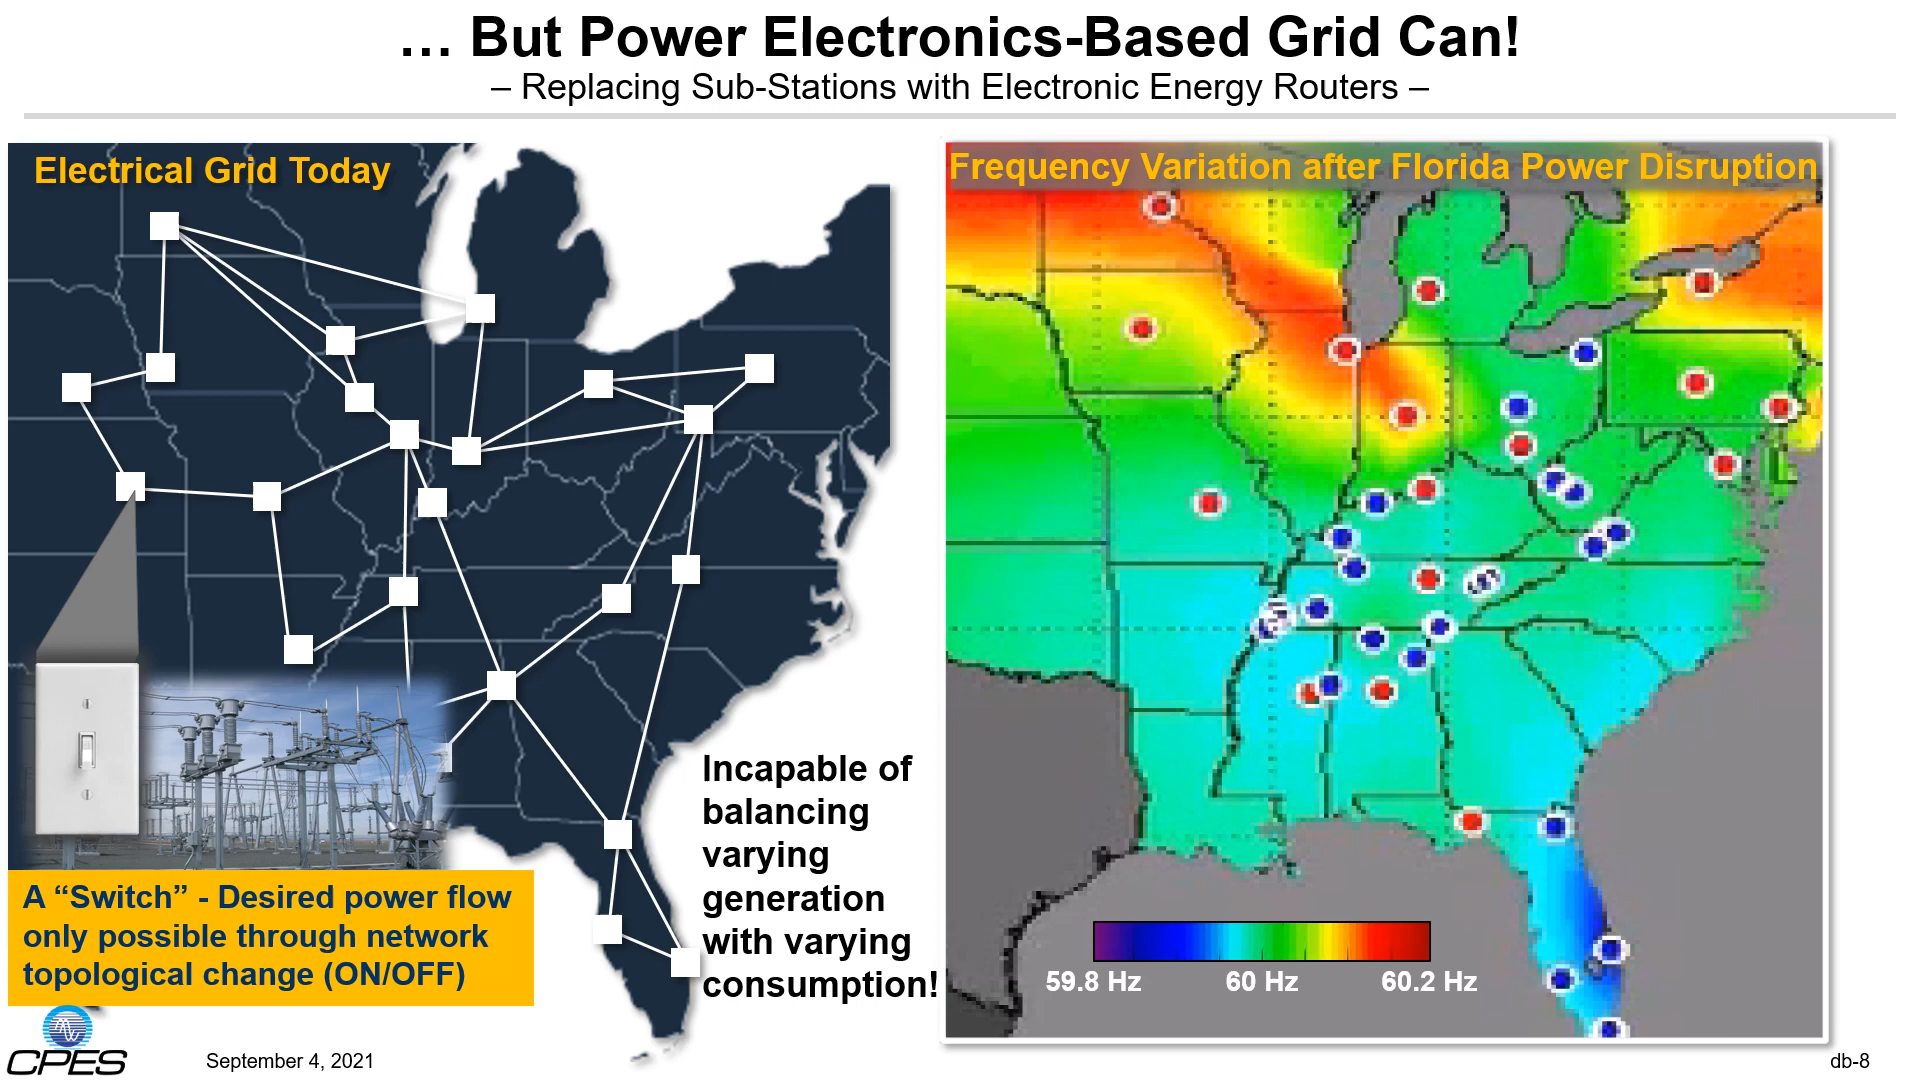 … But Power Electronics-Based Grid Can!
– Replacing Sub-Stations with Electronic Energy Routers –
Electrical Grid Today
Frequency Variation after Florida Power Disruption
Incapable of
balancing
varying
generation
with varying
consumption!
A “Switch” - Desired power flow
only possible through network
topological change (ON/OFF)
59.8 Hz 60 Hz 60.2 Hz
CPES
September 4, 2021
db-8